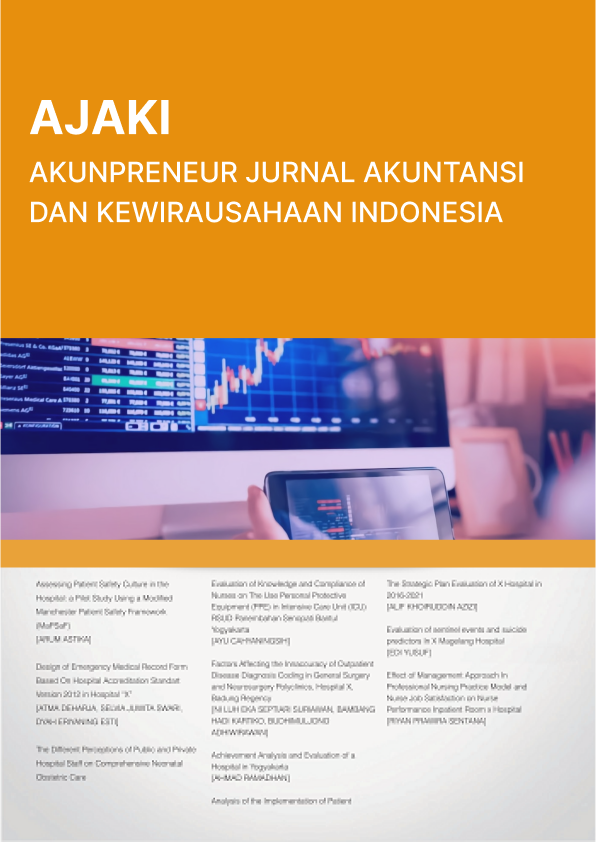 AJAKI
AKUNPRENEUR JURNAL AKUNTANSI
DAN KEWIRAUSAHAAN INDONESIA
Assessing Patient Safety Culture in the
Hospital: a Pilot Study Using a Modified
Manchester Patient Safety Framework
(MaPSaF)
[ARUM ASTIKA]
Design of Emergency Medical Record Form
Based On Hospital Accreditation Standart
Version 2012 in Hospital "X"
[ATMA DEHARJA, SELVIA JUWITA SWARI,
DYAH ERNANING ESTI]
The Different Perceptions of Public and Private
Hospital Staff on Comprehensive Neonatal
Obstetric Care
Evaluation of Knowledge and Compliance of
Nurses on The Use Personal Protective
Equipment (PPE) in Intensive Care Unit (ICU)
RSUD Panembahan Senapati Bantul
Yogyakarta
[AYU CAHYANINGSIH]
Factors Affecting the Innaccuracy of Outpatient
Disease Diagnosis Coding in General Surgery
and Neurosurgery Polyclinics, Hospital X,
Badung Regency
[NI LUH EKA SEPTIARI SURIAWAN, BAMBANG
HADI KARTIKO, BUDHIMULJONO
ADHIWIRAWAN]
Achievement Analysis and Evaluation of a
Hospital in Yogyakarta
[AHMAD RAMADHAN]
Analysis of the Implementation of Patient
The Strategic Plan Evaluation of X Hospital in
2016-2021
[ALIF KHOIRUDDIN AZIZI]
Evaluation of sentinel events and suicide
predictors in X Magelang Hospital
[EDI YUSUF]
Effect of Management Approach In
Professional Nursing Practice Model and
Nurse Job Satisfaction on Nurse
Performance Inpatient Room x Hospital
[RIYAN PRAWIRA SENTANA]